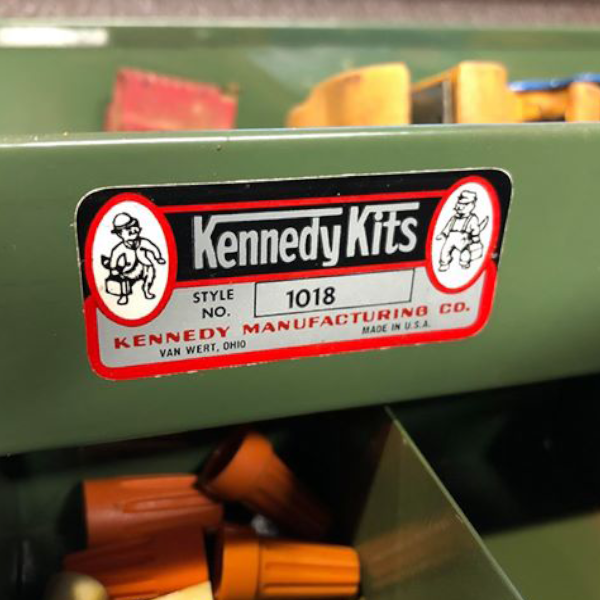 Kennedy Kits
STYLE NO. 1018
KENNEDY MANUFACTURING CO.
VAN WERT, OHIO MADE IN U.S.A.